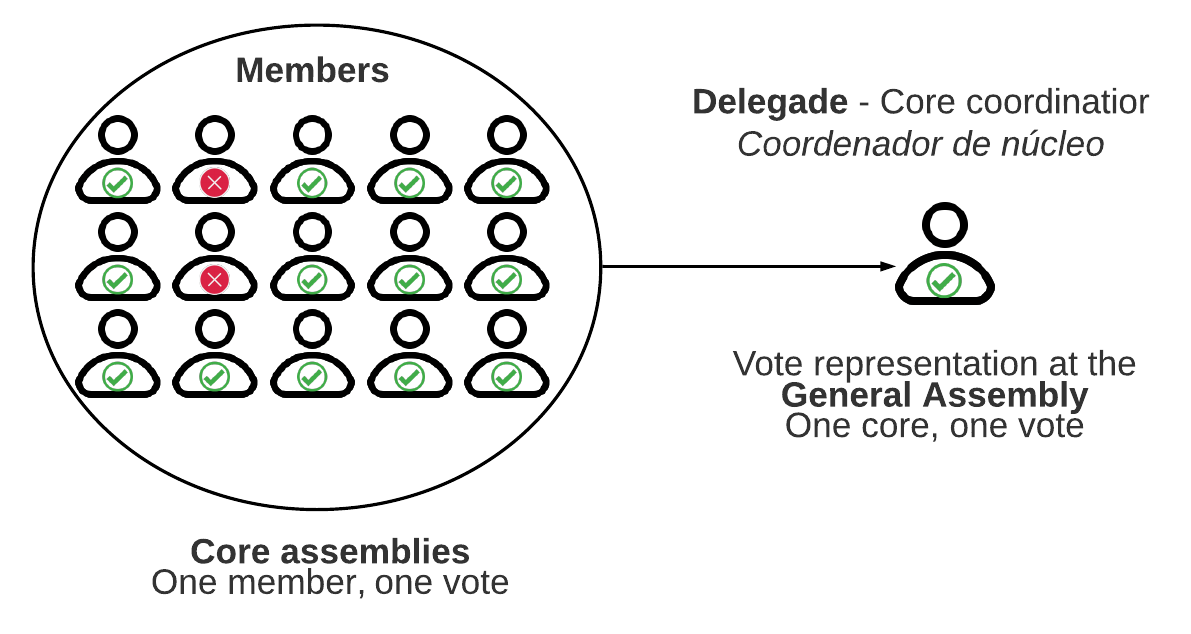 Members
Delegade - Core coordinatior
Coordenador de núcleo
Vote representation at the
General Assembly
One core, one vote
Core assemblies
One member, one vote